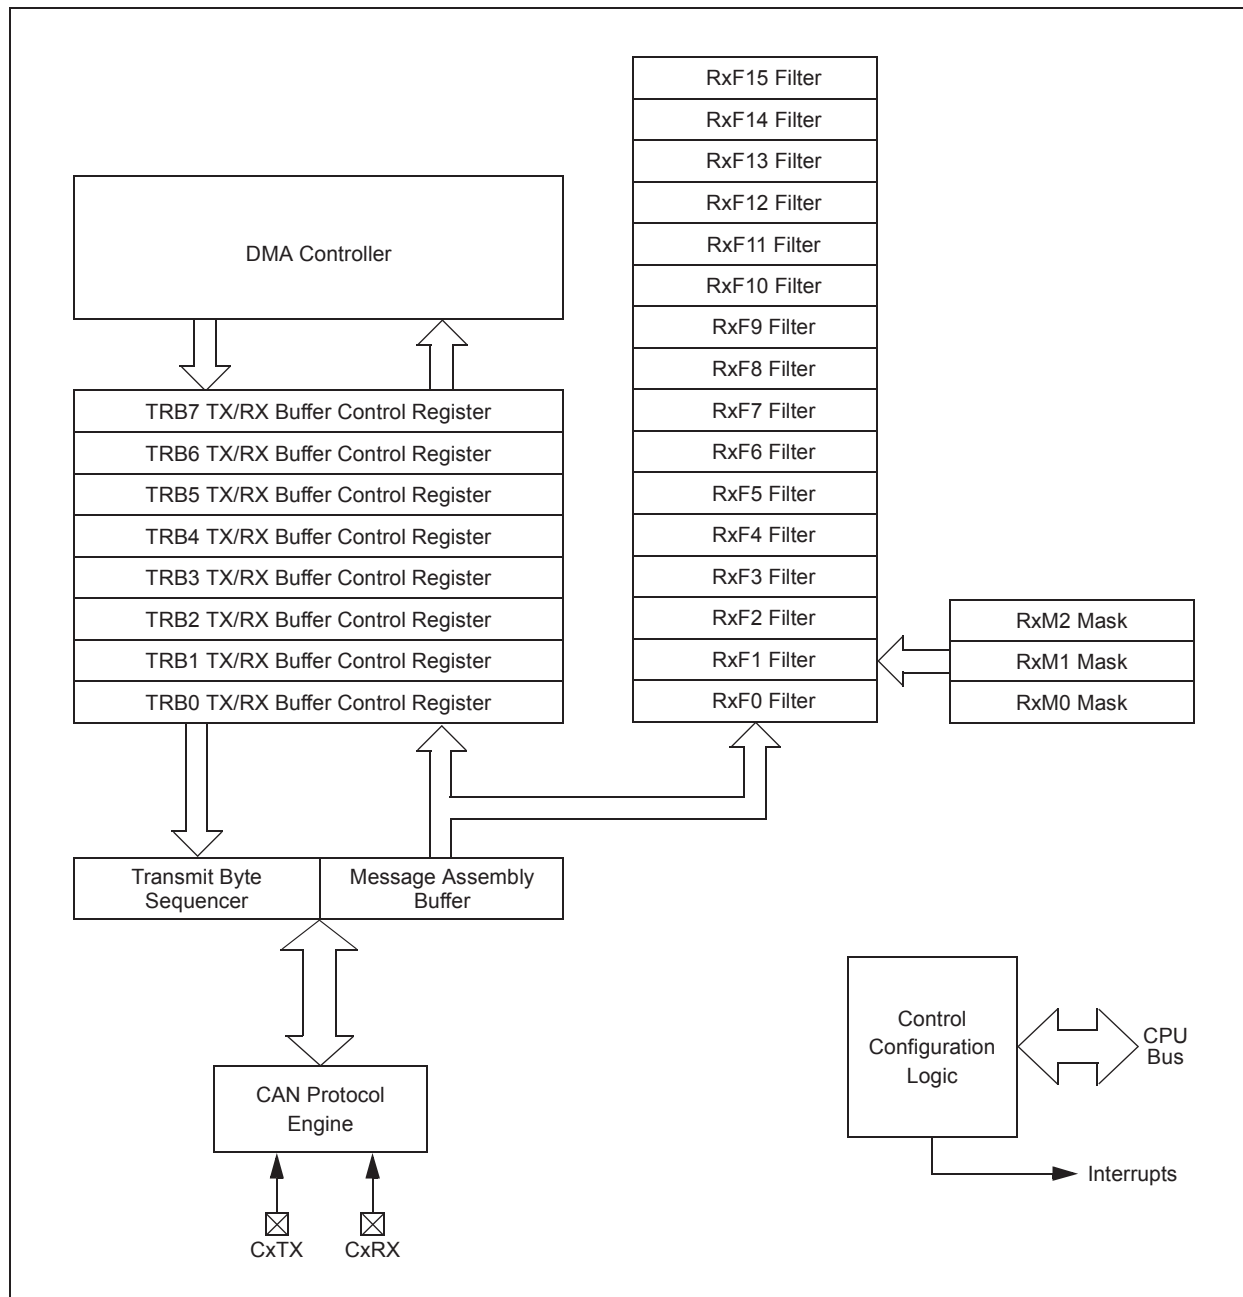 DMA Controller
TRB7 TX/RX Buffer Control Register
TRB6 TX/RX Buffer Control Register
TRB5 TX/RX Buffer Control Register
TRB4 TX/RX Buffer Control Register
TRB3 TX/RX Buffer Control Register
TRB2 TX/RX Buffer Control Register
TRB1 TX/RX Buffer Control Register
TRB0 TX/RX Buffer Control Register
RxF15 Filter
RxF14 Filter
RxF13 Filter
RxF12 Filter
RxF11 Filter
RxF10 Filter
RxF9 Filter
RxF8 Filter
RxF7 Filter
RxF6 Filter
RxF5 Filter
RxF4 Filter
RxF3 Filter
RxF2 Filter
RxF1 Filter
RxF0 Filter
RxM2 Mask
RxM1 Mask
RxM0 Mask
Transmit Byte
Sequencer
Message Assembly
Buffer
CAN Protocol
Engine
CxTX
CxRX
Control
Configuration
Logic
CPU
Bus
Interrupts